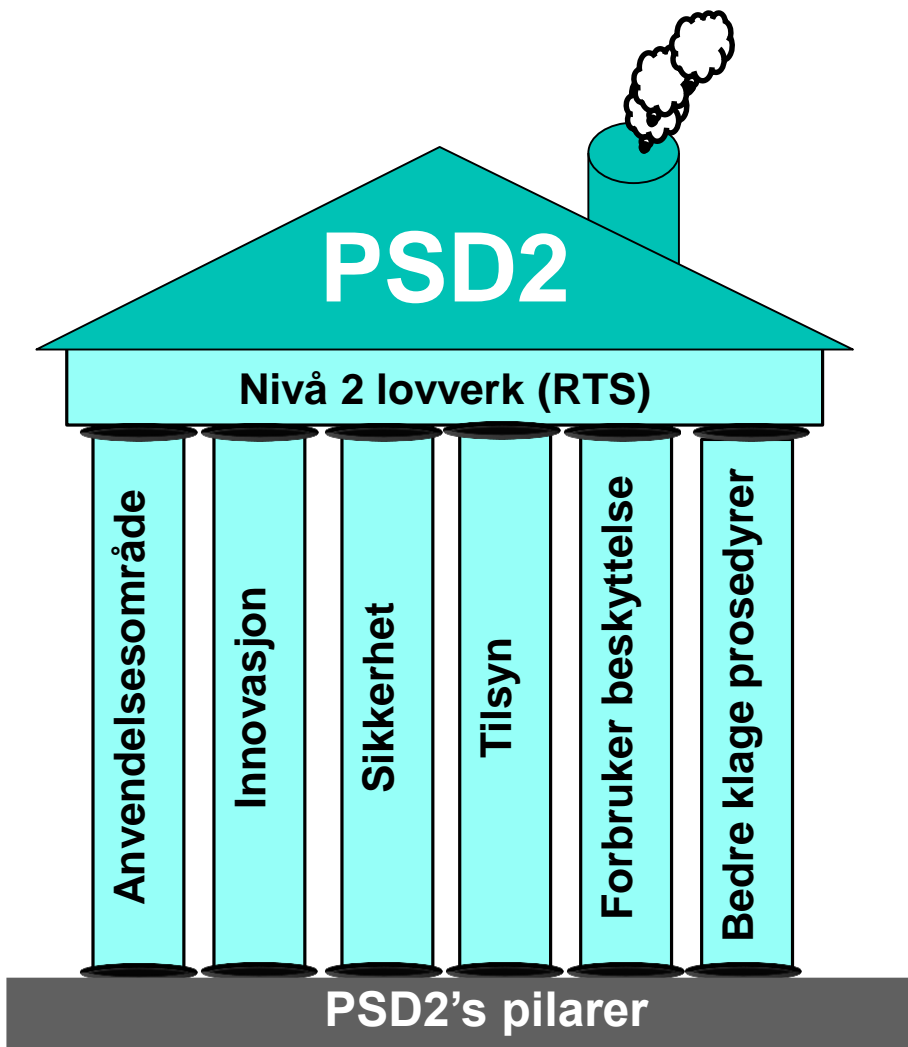 PSD2
Nivå 2 lovverk (RTS)
Anvendelsesområde
Innovasjon
Sikkerhet
Tilsyn
Forbruker beskyttelse
Bedre klage prosedyrer
PSD2's pilarer